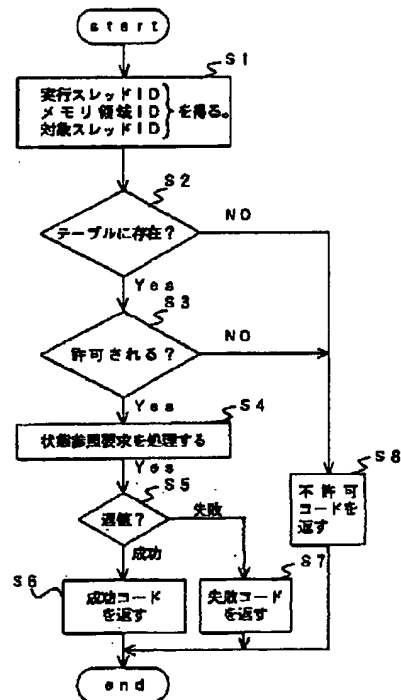 start
S1
実行スレッドID
メモリ領域ID
対象スレッドID
を得る。
S2
テーブルに存在?
NO
Yes
S3
許可される?
NO
Yes
S4
状態参照要求を処理する
Yes
S5
返値?
失敗
成功
S8
不許可
コードを
返す
S6
成功コード
を返す
S7
失敗コード
を返す
end